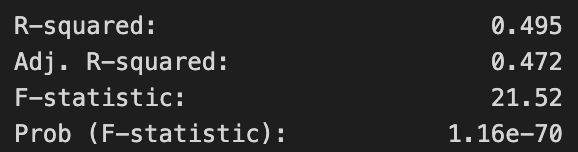 R-squared: 0.495
Adj. R-squared: 0.472
F-statistic: 21.52
Prob (F-statistic): 1.16e-70